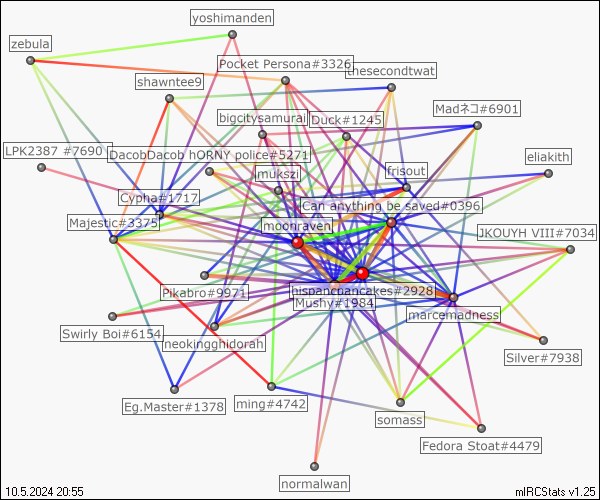 yoshimanden
zebula
Pocket Persona#3326
thesecondtwat
shawntee9
Madネコ#6901
bigcitysamurai
Duck#1245
LPK2387 #7690
DacobDacob hORNY police#5271
eliakith
mukszi
frisout
Cypha#1717
Can anything be saved#0396
Majestic#3375
moonraven
JKOUYH VIII#7034
Pikabro#9971
hispancpancakes#2928
Mushy#1984
marcemadness
Swirly Boi#6154
neokingghidorah
Silver#7938
Eg.Master#1378
ming#4742
somass
Fedora Stoat#4479
normalwan
10.5.2024 20:55
mIRCStats v1.25